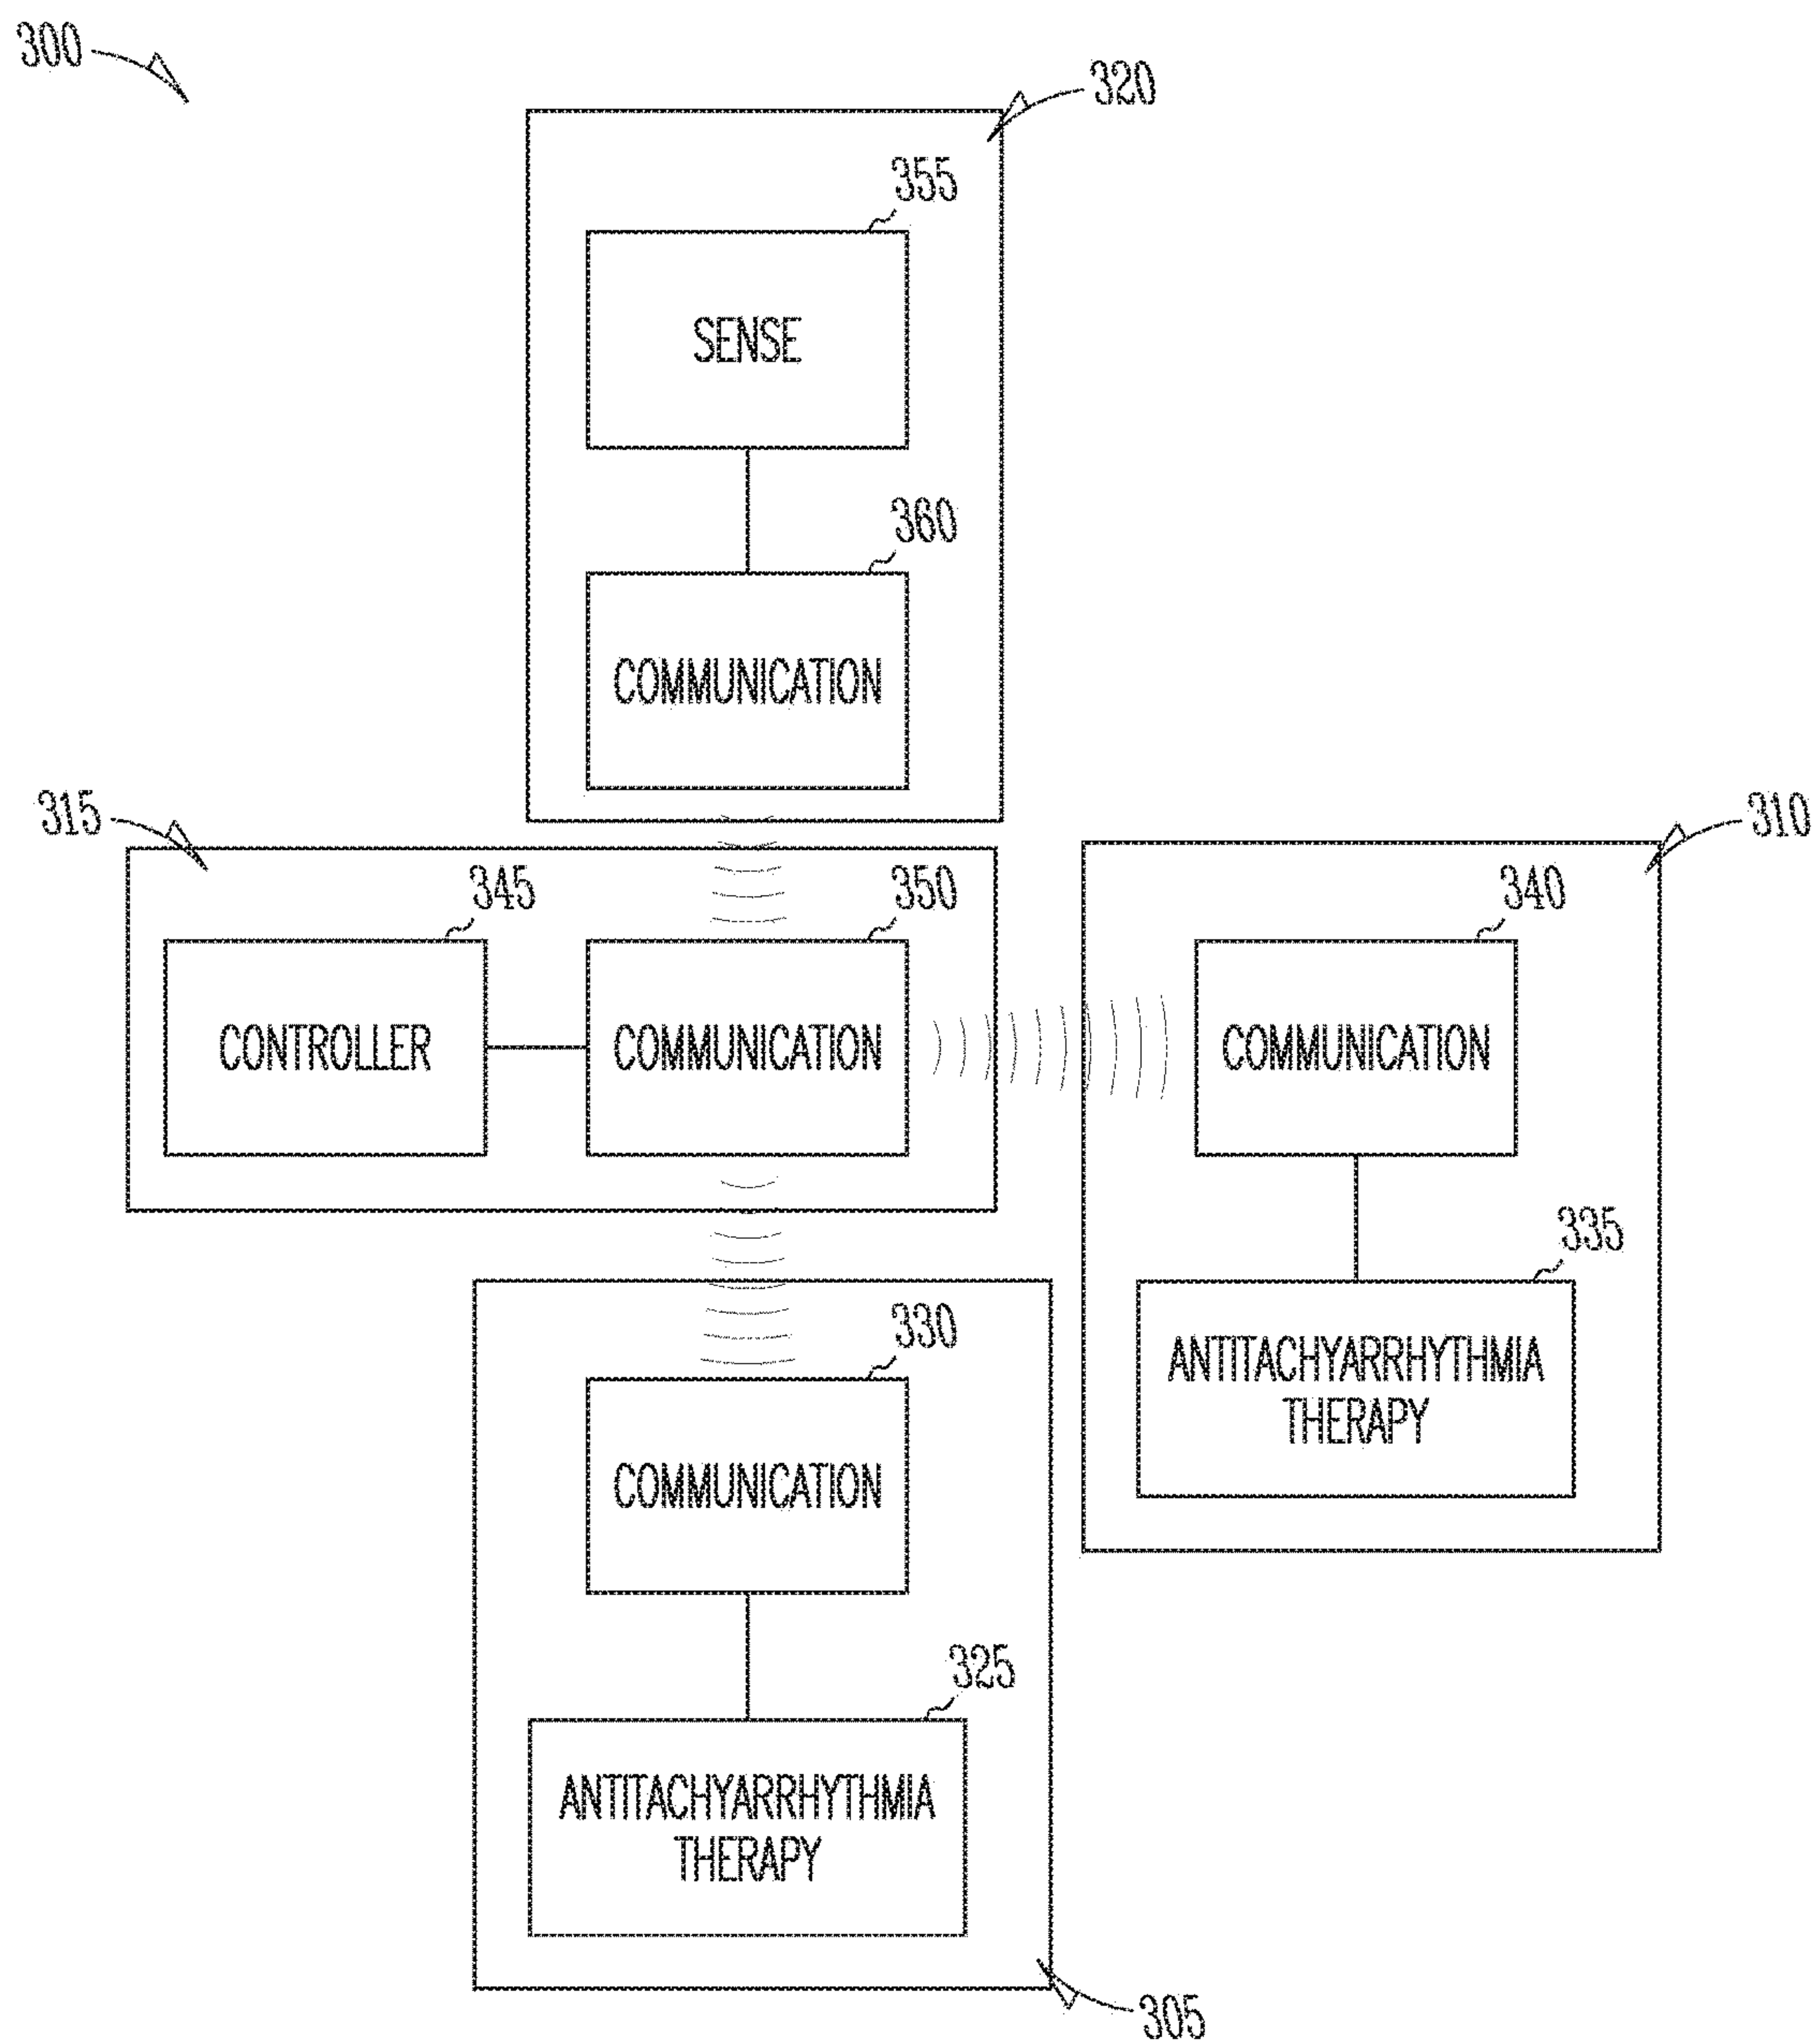 300
320
355
SENSE
360
COMMUNICATION
315
310
345
350
340
CONTROLLER
COMMUNICATION
COMMUNICATION
335
ANTITACHYARRHYTHMIA
THERAPY
330
COMMUNICATION
325
ANTITACHYARRHYTHMIA
THERAPY
305